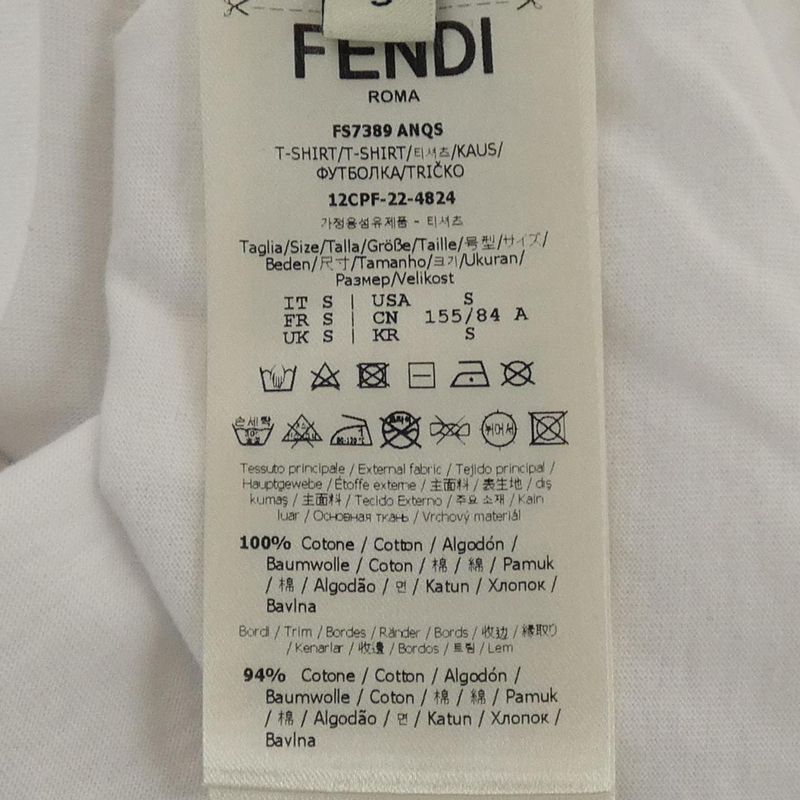 FENDI
ROMA
FS7389 ANQS
T-SHIRT/T-SHIRT/티셔츠/KAUS/
ФУТБОЛКА/TRIČKO
12CPF-22-4824
가정용섬유제품 - 티셔츠
Taglia/Size/Talla/Größe/Taille/号型/サイズ/
Beden/尺寸/Tamanho/크기/Ukuran/
Размер/Velikost
IT S | USA S
FR S | CN 155/84 A
UK S | KR S
손세탁
뉘어서
Tessuto principale / External fabric / Tejido principal /
Hauptgewebe / Étoffe externe / 主面料 / 表生地 / dış
kumaş / 主面料 / Tecido Externo / 주요 소재 / Kain
luar / Основная ткань / Vrchový materiál
100% Cotone / Cotton / Algodón /
Baumwolle / Coton / 棉 / 綿 / Pamuk
/ 棉 / Algodão / 면 / Katun / Хлопок /
Bavlna
Bordi / Trim / Bordes / Ränder / Bords / 收边 / 縁取り
/ Kenarlar / 收邊 / Bordos / 트림 / Lem
94% Cotone / Cotton / Algodón /
Baumwolle / Coton / 棉 / 綿 / Pamuk
/ 棉 / Algodão / 면 / Katun / Хлопок /
Bavlna